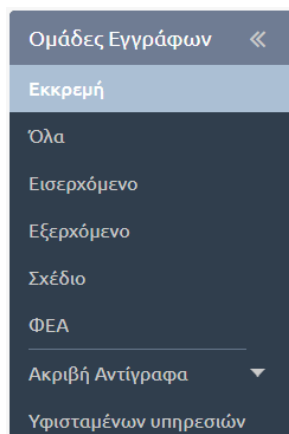 Ομάδες Εγγράφων
Εκκρεμή
Όλα
Εισερχόμενο
Εξερχόμενο
Σχέδιο
ΦΕΑ
Ακριβή Αντίγραφα
Υφισταμένων υπηρεσιών